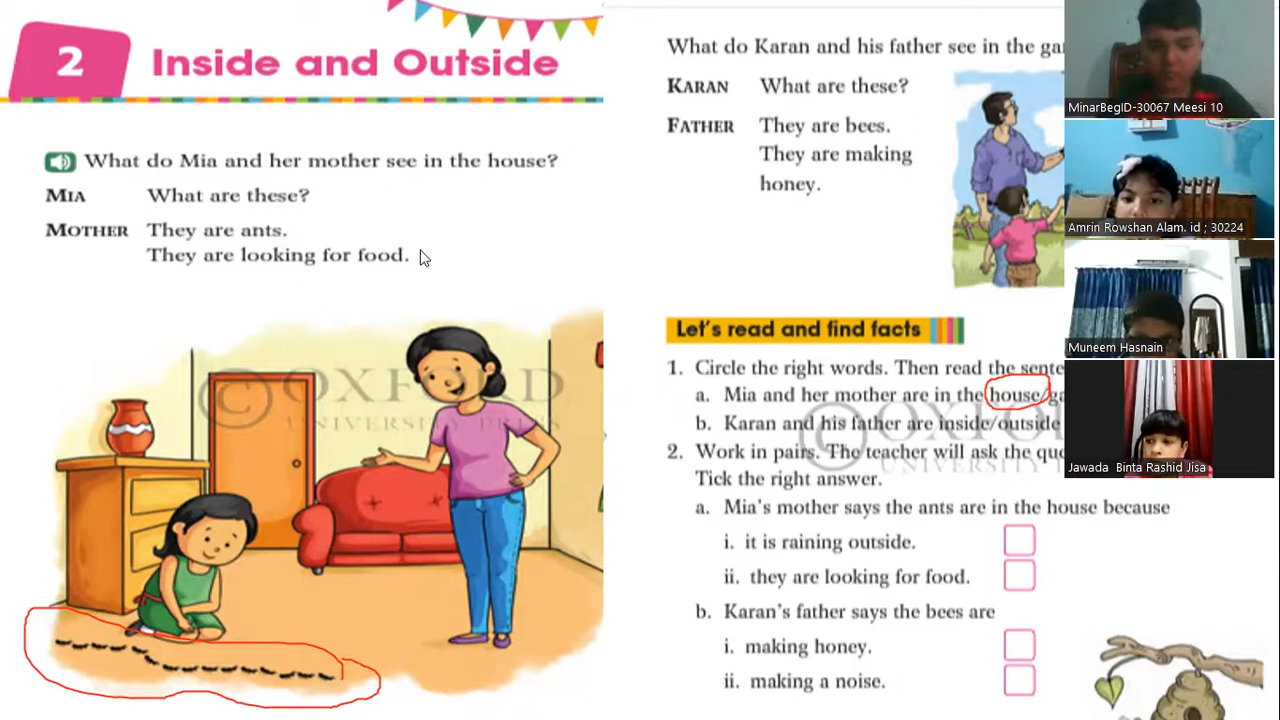 2 Inside and Outside
What do Mia and her mother see in the house?
MIA What are these?
MOTHER They are ants.
They are looking for food.
© OXFORD
UNIVERSITY PRESS
What do Karan and his father see in the
KARAN What are these?
FATHER They are bees.
They are making
honey.
Let's read and find facts
1. Circle the right words. Then read the
a. Mia and her mother are in the house/
b. Karan and his father are inside/outside
2. Work in pairs. The teacher will ask the
Tick the right answer.
a. Mia's mother says the ants are in the house because
i. it is raining outside.
ii. they are looking for food.
b. Karan's father says the bees are
i. making honey.
ii. making a noise.
MinarBegID-30067 Meesi 10
Amrin Rowshan Alam. id ; 30224
Muneem Hasnain
Jawada Binta Rashid Jisa